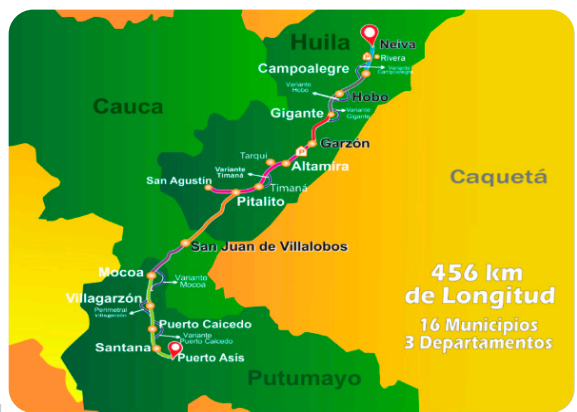 Huila
Neiva
Rivera
Campoalegre
Variante
Campoalegre
Variante
Hobo
Hobo
Gigante
Variante
Gigante
Cauca
Garzón
Tarqui
Altamira
Variante
Timaná
San Agustín
Timaná
Pitalito
Caquetá
San Juan de Villalobos
Mocoa
Variante
Mocoa
Villagarzón
Perimetral
Villagarzón
Puerto Caicedo
Variante
Puerto Caicedo
Santana
Puerto Asís
Putumayo
456 km
de Longitud
16 Municipios
3 Departamentos
P
P